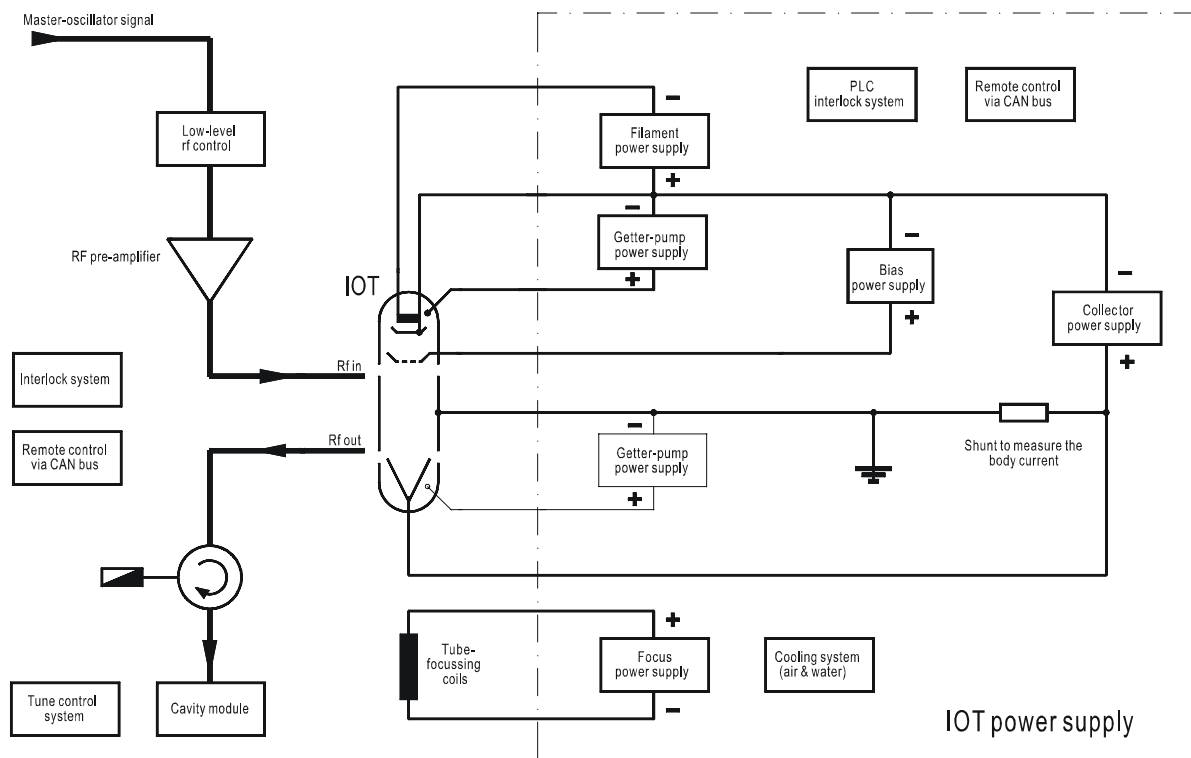 Master-oscillator signal
Low-level
rf control
RF pre-amplifier
IOT
Rf in
Rf out
Interlock system
Remote control
via CAN bus
Tune control
system
Cavity module
Filament
power supply
Getter-pump
power supply
Bias
power supply
Collector
power supply
PLC
interlock system
Remote control
via CAN bus
Getter-pump
power supply
Shunt to measure the
body current
Tube-
focussing
coils
Focus
power supply
Cooling system
(air & water)
IOT power supply